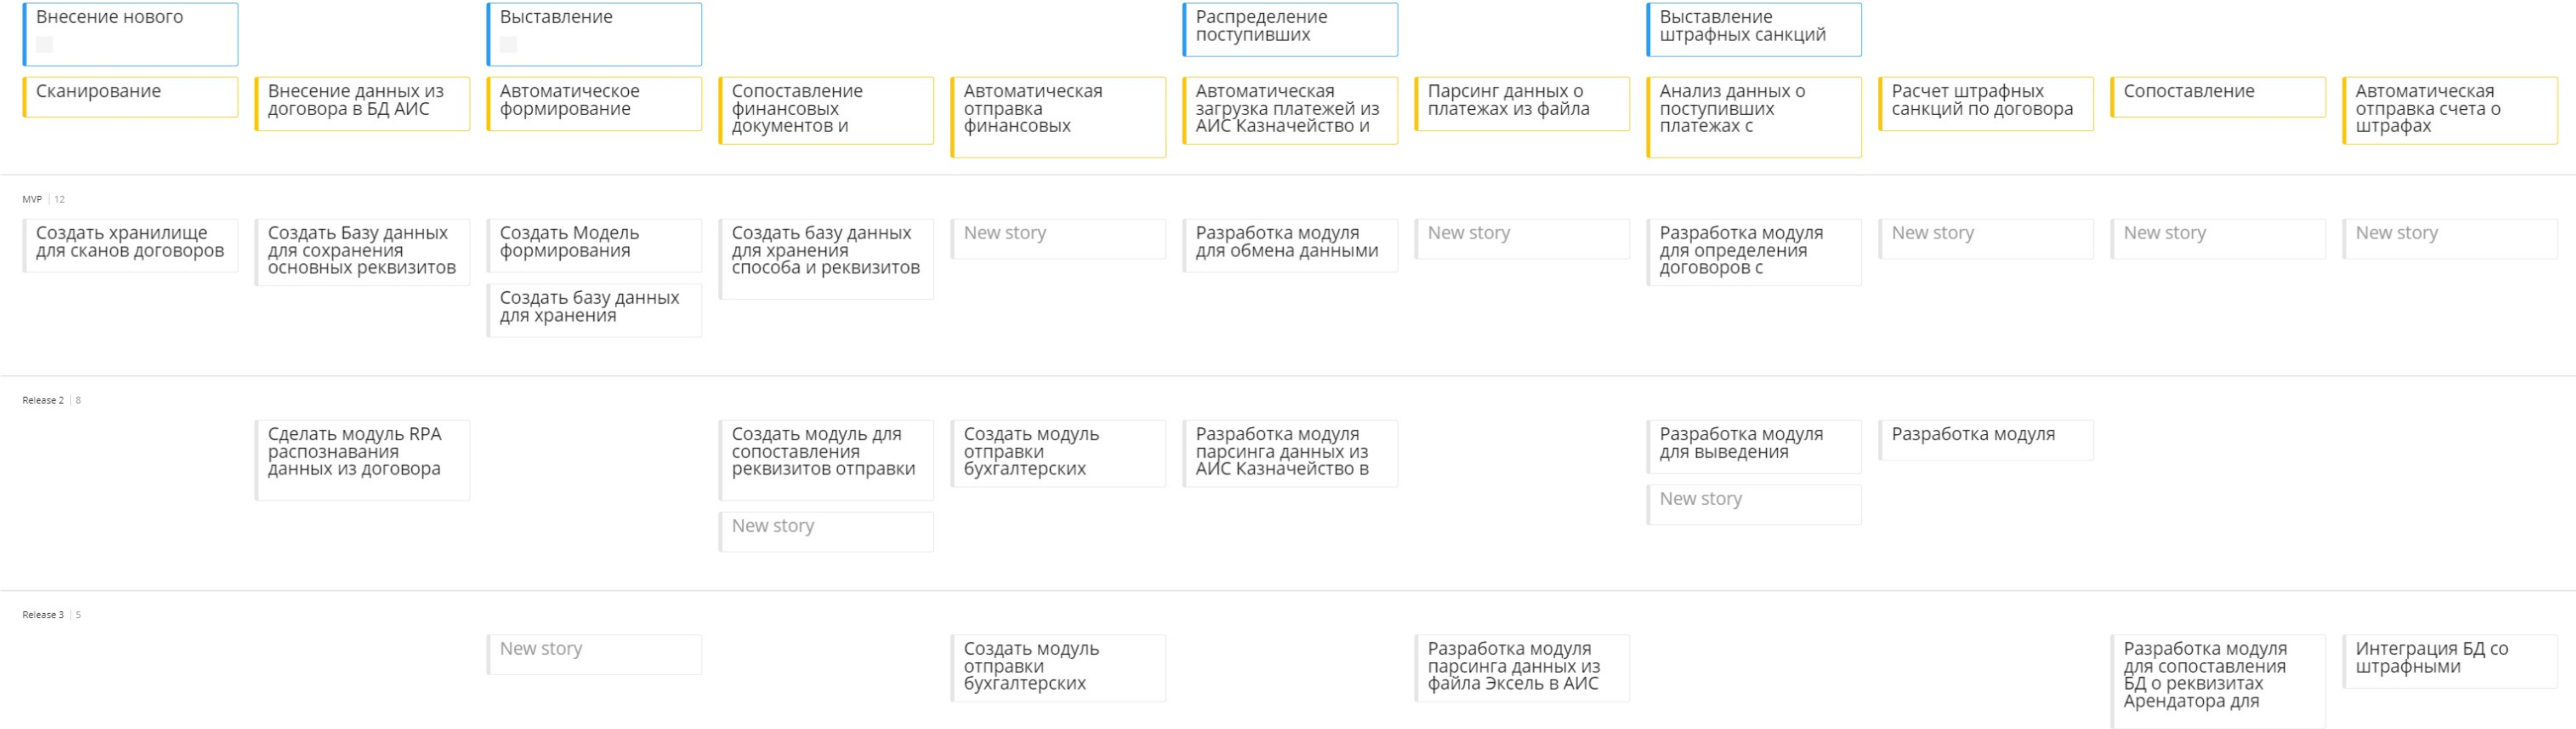 Внесение нового
Выставление
Распределение
поступивших
Выставление
штрафных санкций
Сканирование
Внесение данных из
договора в БД АИС
Автоматическое
формирование
Сопоставление
финансовых
документов и
Автоматическая
отправка
финансовых
Автоматическая
загрузка платежей из
АИС Казначейство и
Парсинг данных о
платежах из файла
Анализ данных о
поступивших
платежах с
Расчет штрафных
санкций по договора
Сопоставление
Автоматическая
отправка счета о
штрафах
MVP | 12
Создать хранилище
для сканов договоров
Создать Базу данных
для сохранения
основных реквизитов
Создать Модель
формирования
Создать базу данных
для хранения
Создать базу данных
для хранения
способа и реквизитов
New story
Разработка модуля
для обмена данными
New story
Разработка модуля
для определения
договоров с
New story
New story
New story
Release 2 | 8
Сделать модуль RPA
распознавания
данных из договора
Создать модуль для
сопоставления
реквизитов отправки
New story
Создать модуль
отправки
бухгалтерских
Разработка модуля
парсинга данных из
АИС Казначейство в
Разработка модуля
для выведения
New story
Разработка модуля
Release 3 | 5
New story
Создать модуль
отправки
бухгалтерских
Разработка модуля
парсинга данных из
файла Эксель в АИС
Разработка модуля
для сопоставления
БД о реквизитах
Арендатора для
Интеграция БД со
штрафными